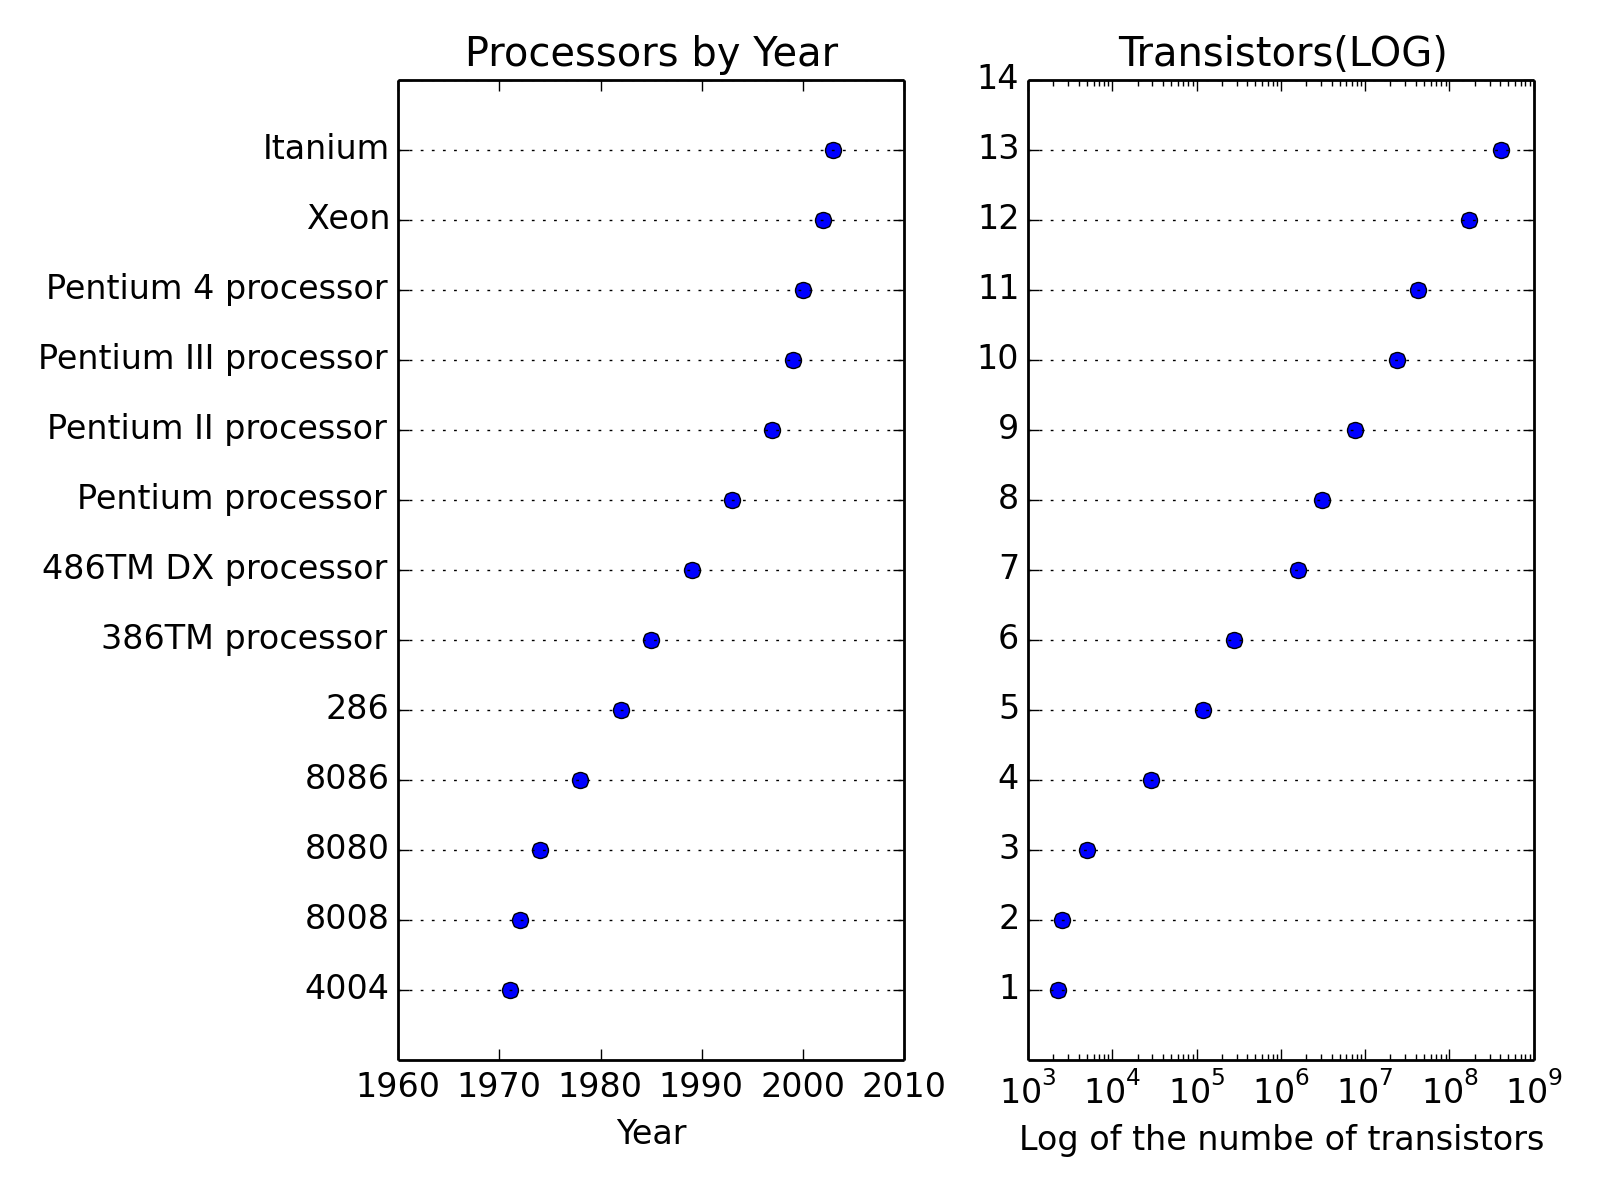 Processors by Year
Itanium
Xeon
Pentium 4 processor
Pentium III processor
Pentium II processor
Pentium processor
486TM DX processor
386TM processor
286
8086
8080
8008
4004
1960 1970 1980 1990 2000 2010
Year
Transistors(LOG)
14
13
12
11
10
9
8
7
6
5
4
3
2
1
10³ 10⁴ 10⁵ 10⁶ 10⁷ 10⁸ 10⁹
Log of the numbe of transistors